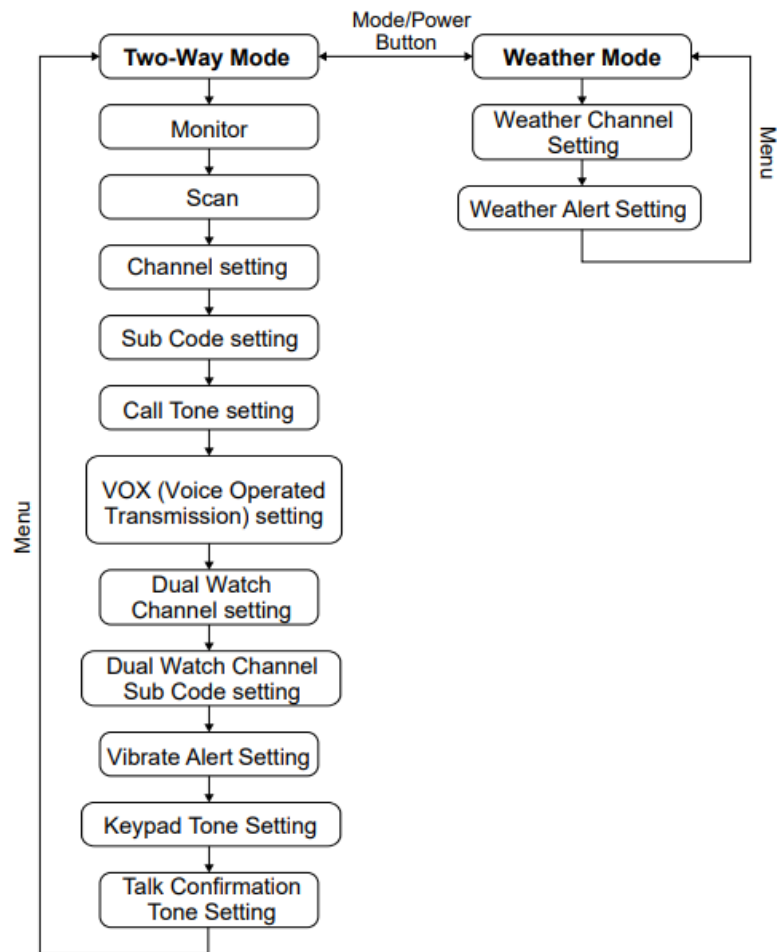 Mode/Power
Button
Two-Way Mode
Weather Mode
Monitor
Weather Channel
Setting
Menu
Scan
Weather Alert Setting
Channel setting
Sub Code setting
Call Tone setting
VOX (Voice Operated
Transmission) setting
Menu
Dual Watch
Channel setting
Dual Watch Channel
Sub Code setting
Vibrate Alert Setting
Keypad Tone Setting
Talk Confirmation
Tone Setting